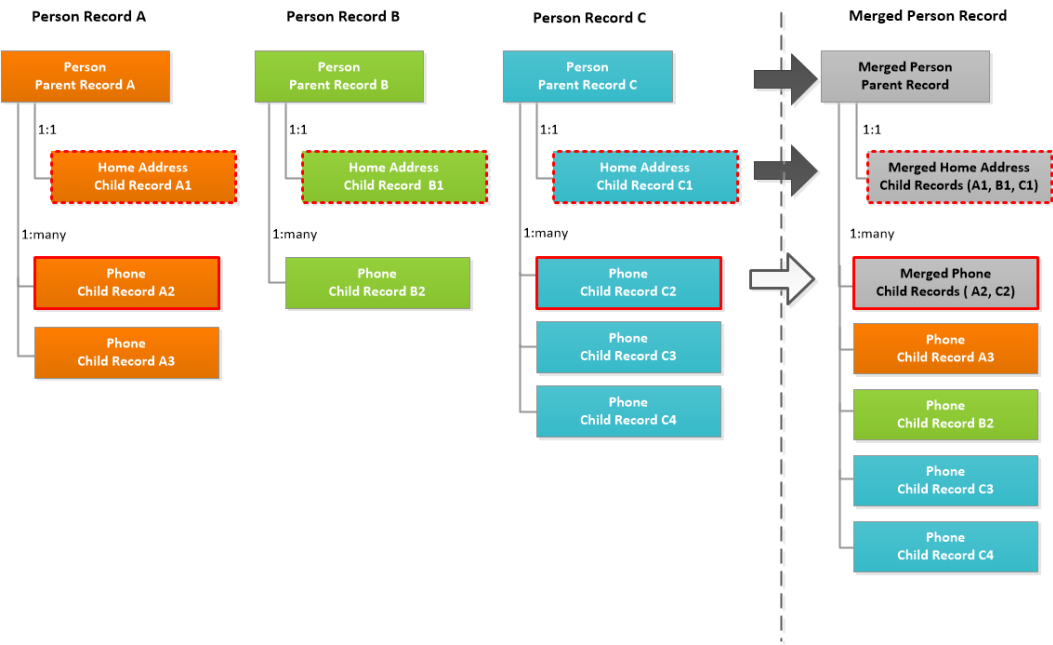 Person Record A
Person Record B
Person Record C
Merged Person Record
Person
Parent Record A
Person
Parent Record B
Person
Parent Record C
Merged Person
Parent Record
1:1
1:1
1:1
1:1
Home Address
Child Record A1
Home Address
Child Record B1
Home Address
Child Record C1
Merged Home Address
Child Records (A1, B1, C1)
1:many
1:many
1:many
1:many
Phone
Child Record A2
Phone
Child Record B2
Phone
Child Record C2
Merged Phone
Child Records ( A2, C2)
Phone
Child Record A3
Phone
Child Record C3
Phone
Child Record A3
Phone
Child Record C4
Phone
Child Record B2
Phone
Child Record C3
Phone
Child Record C4